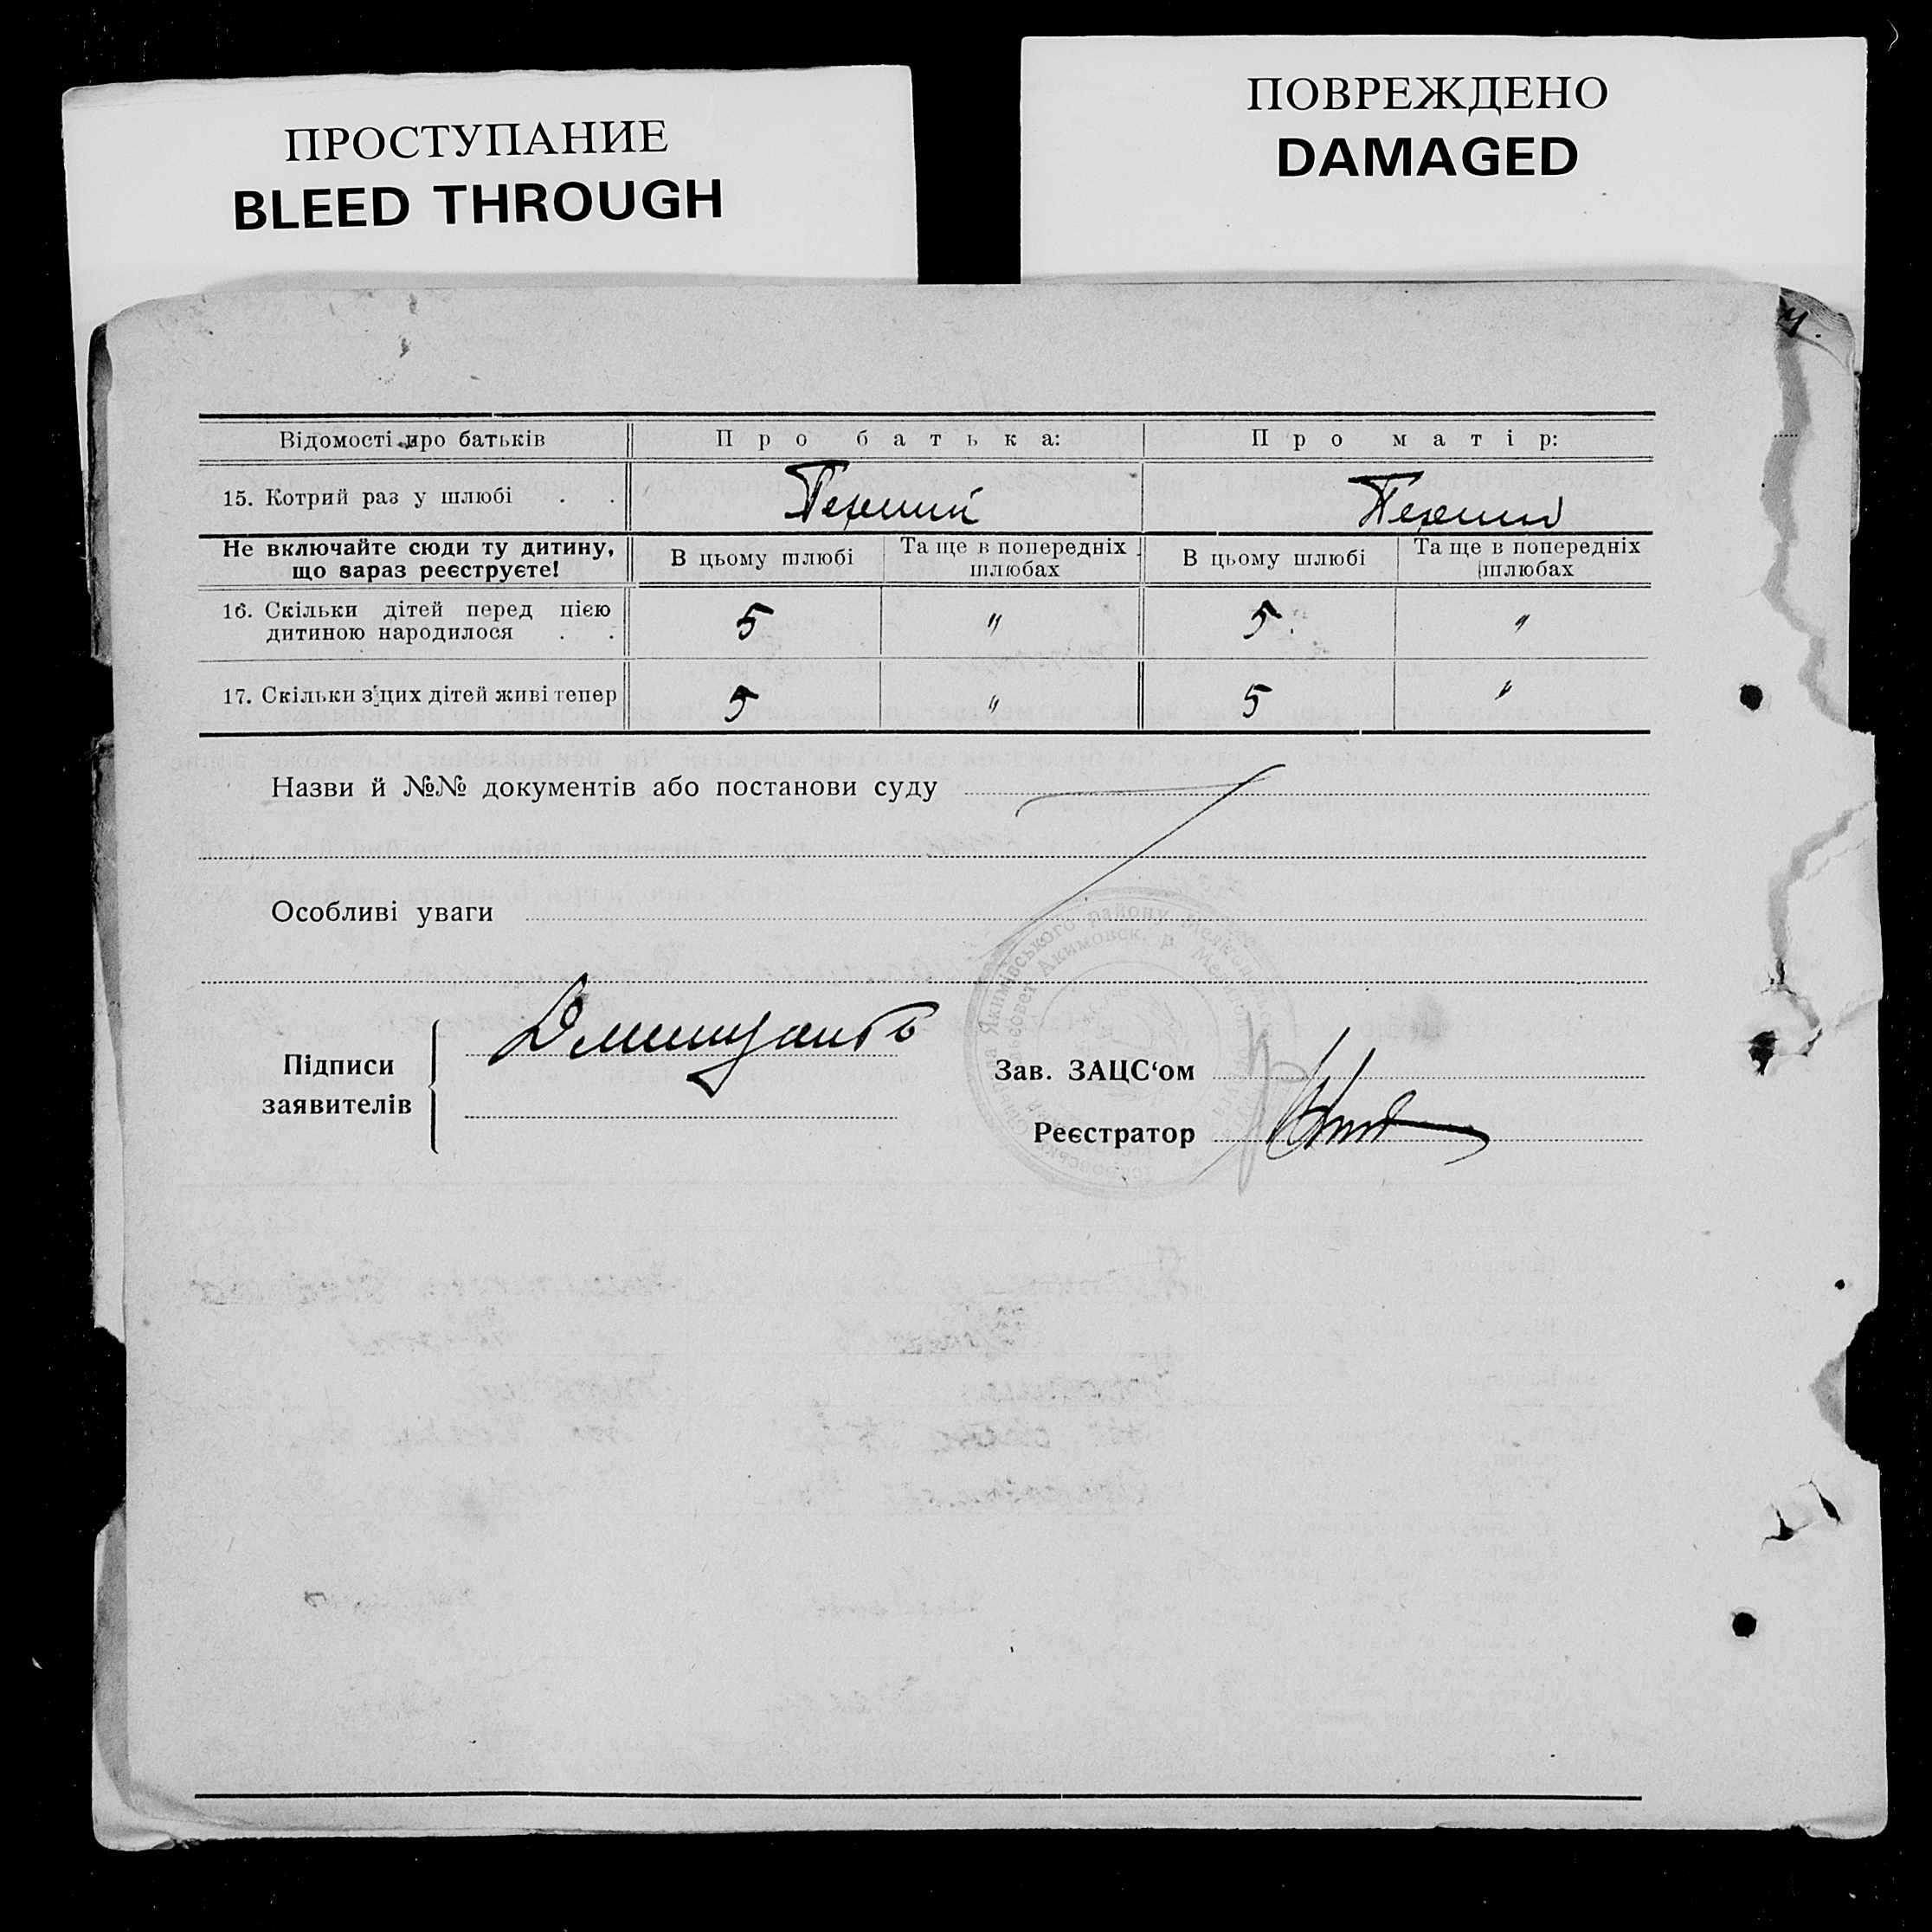 ПРОСТУПАНИЕ
BLEED THROUGH
ПОВРЕЖДЕНО
DAMAGED
Відомості про батьків
Про батька:
Про матір:
15. Котрий раз у шлюбі . .
Перший
Перший
Не включайте сюди ту дитину,
що зараз реєструєте!
В цьому шлюбі
Та ще в попередніх
шлюбах
В цьому шлюбі
Та ще в попередніх
шлюбах
16. Скільки дітей перед цією
дитиною народилося . .
5
"
5
"
17. Скільки з цих дітей живі тепер
5
"
5
"
Назви й №№ документів або постанови суду
Особливі уваги
Підписи
заявителів
Зав. ЗАЦС‘ом
Реєстратор
Якимівського району
Акимовск. р.